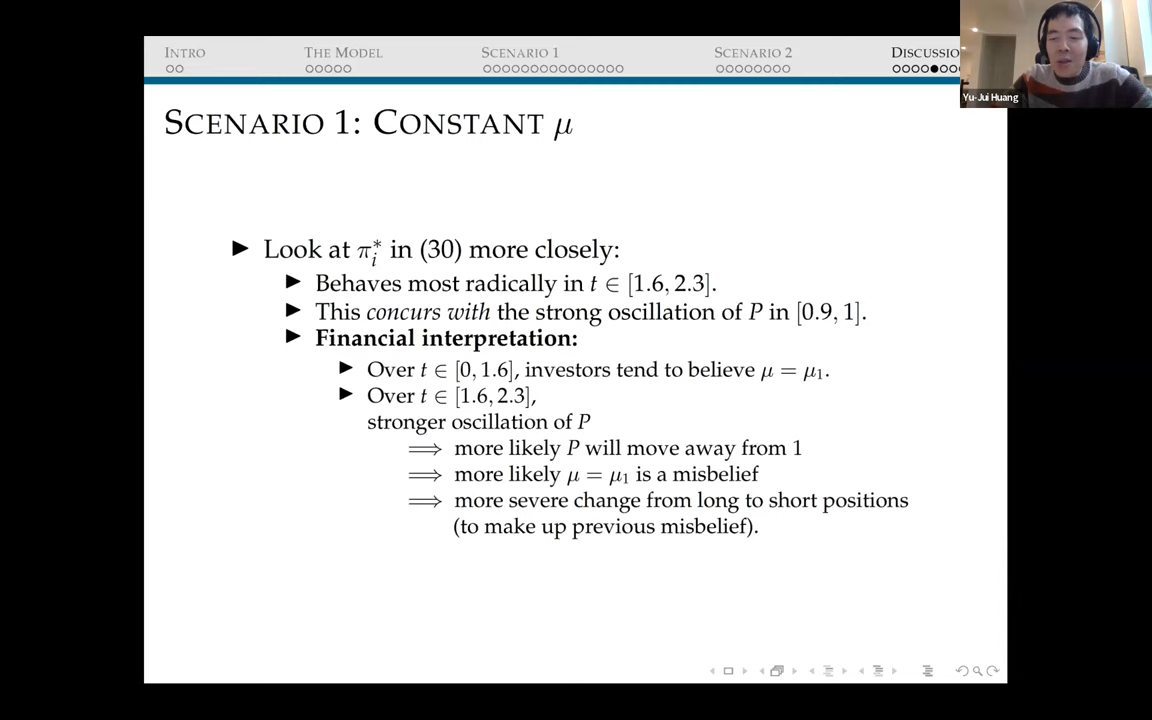 INTRO THE MODEL SCENARIO 1 SCENARIO 2 DISCUSSIO
Yu-Jui Huang
SCENARIO 1: CONSTANT μ
▶ Look at π*ᵢ in (30) more closely:
▶ Behaves most radically in t ∈ [1.6, 2.3].
▶ This concurs with the strong oscillation of P in [0.9, 1].
▶ Financial interpretation:
▶ Over t ∈ [0, 1.6], investors tend to believe μ = μ₁.
▶ Over t ∈ [1.6, 2.3],
stronger oscillation of P
⟹ more likely P will move away from 1
⟹ more likely μ = μ₁ is a misbelief
⟹ more severe change from long to short positions
(to make up previous misbelief).